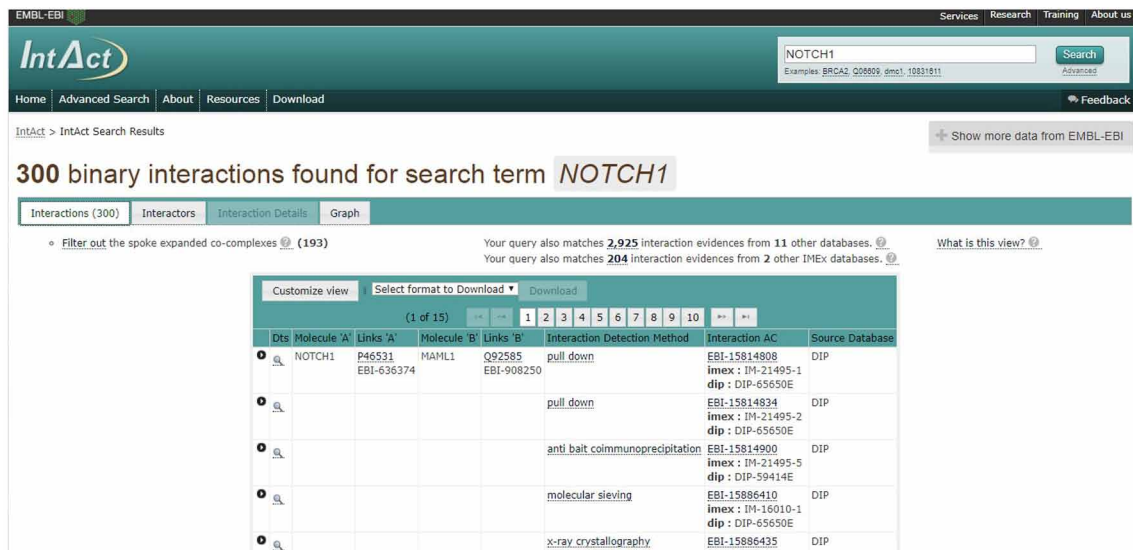 EMBL-EBI
Services Research Training About us
IntAct
NOTCH1
Search
Examples: BRCA2, Q06609, dmc1, 10831611
Advanced
Home Advanced Search About Resources Download
Feedback
IntAct > IntAct Search Results
Show more data from EMBL-EBI
300 binary interactions found for search term NOTCH1
Interactions (300) Interactors Interaction Details Graph
Filter out the spoke expanded co-complexes (193)
Your query also matches 2,925 interaction evidences from 11 other databases.
Your query also matches 204 interaction evidences from 2 other IMEx databases.
What is this view?
Customize view Select format to Download Download
(1 of 15) 1 2 3 4 5 6 7 8 9 10
Dts Molecule 'A' Links 'A' Molecule 'B' Links 'B' Interaction Detection Method Interaction AC Source Database
NOTCH1 P46531 MAML1 Q92585 pull down EBI-15814808 DIP
EBI-636374 EBI-908250 imex : IM-21495-1
dip : DIP-65650E
pull down EBI-15814834 DIP
imex : IM-21495-2
dip : DIP-65650E
anti bait coimmunoprecipitation EBI-15814900 DIP
imex : IM-21495-5
dip : DIP-59414E
molecular sieving EBI-15886410 DIP
imex : IM-16010-1
dip : DIP-65650E
x-ray crystallography EBI-15886435 DIP